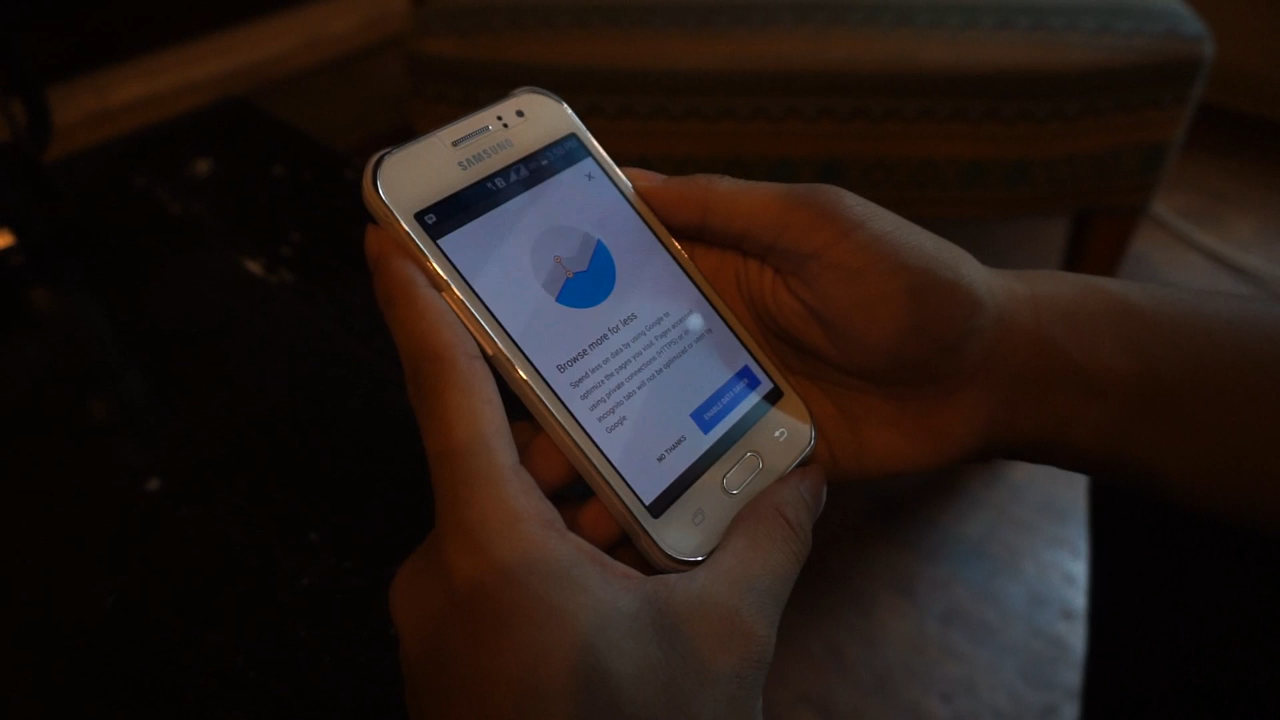 SAMSUNG
Browse more for less
Spend less on data by using Google to
optimize the pages you visit. Pages accessed
using private connections (HTTPS) or in
incognito tabs will not be optimized or seen by
Google
ENABLE DATA SAVER
NO THANKS